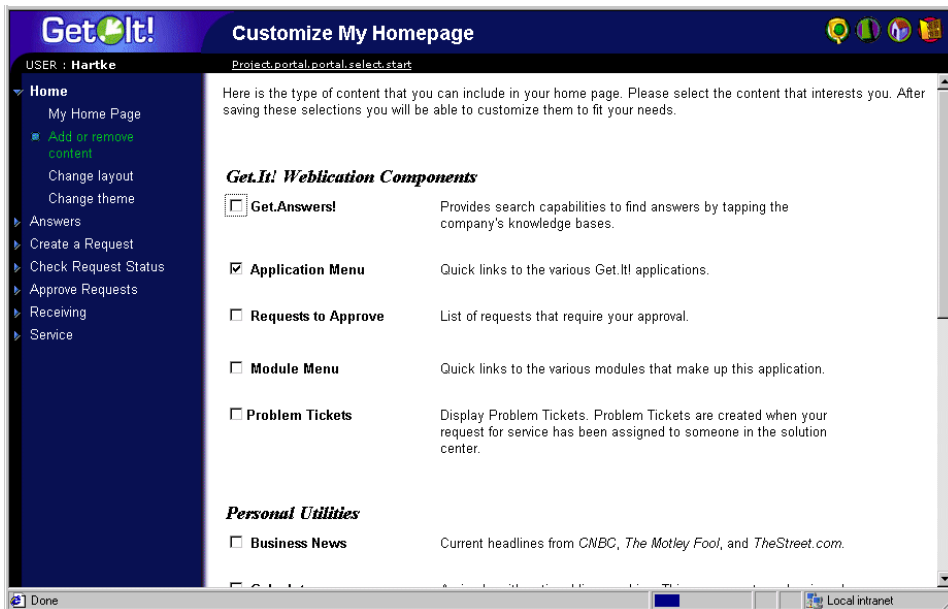 Get It!
Customize My Homepage
USER : Hartke
Project.portal.portal.select.start
Home
My Home Page
Add or remove
content
Change layout
Change theme
Answers
Create a Request
Check Request Status
Approve Requests
Receiving
Service
Here is the type of content that you can include in your home page. Please select the content that interests you. After
saving these selections you will be able to customize them to fit your needs.
Get.It! Weblication Components
Get.Answers!
Provides search capabilities to find answers by tapping the
company's knowledge bases.
Application Menu
Quick links to the various Get.It! applications.
Requests to Approve
List of requests that require your approval.
Module Menu
Quick links to the various modules that make up this application.
Problem Tickets
Display Problem Tickets. Problem Tickets are created when your
request for service has been assigned to someone in the solution
center.
Personal Utilities
Business News
Current headlines from CNBC, The Motley Fool, and TheStreet.com.
Done
Local intranet